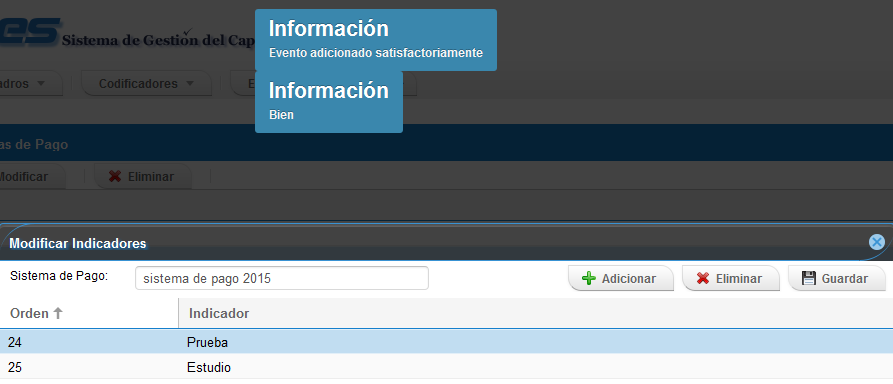 Información
es Sistema de Gestión del Cap
Evento adicionado satisfactoriamente
Codificadores
Información
Bien
as de Pago
Modificar Eliminar
Modificar Indicadores
Sistema de Pago: sistema de pago 2015 Adicionar Eliminar Guardar
Orden Indicador
24 Prueba
25 Estudio